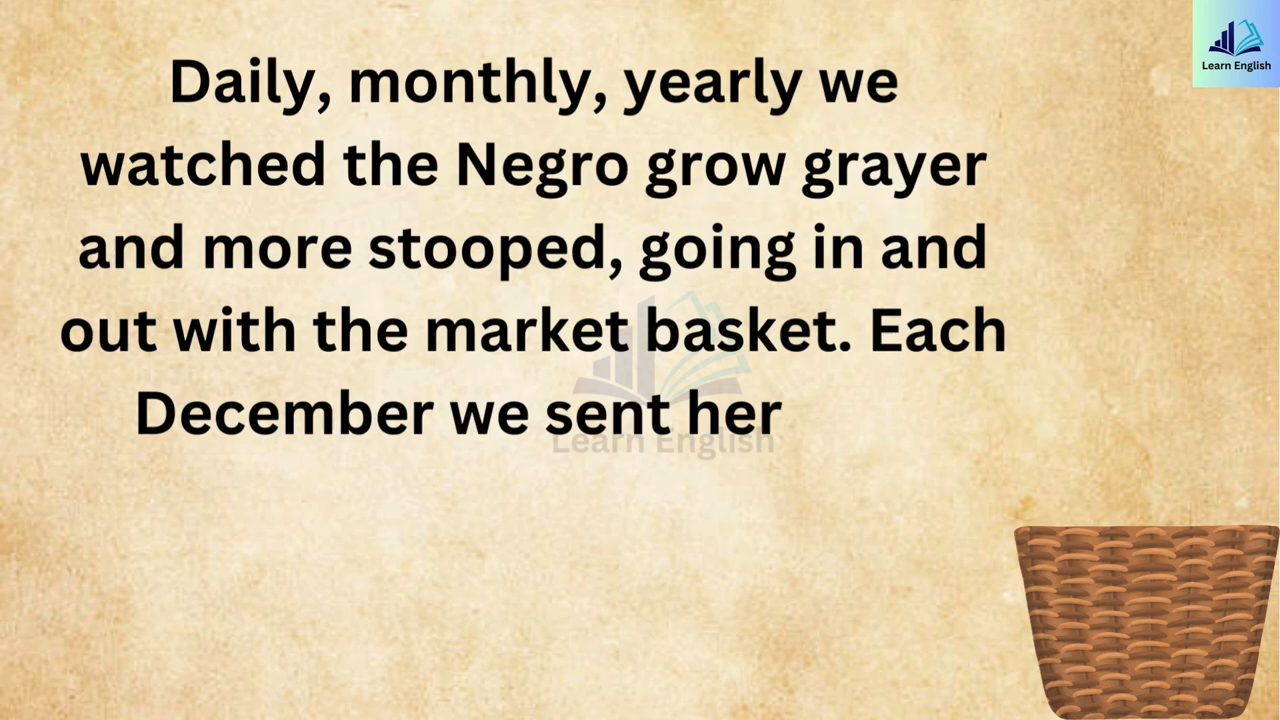 Learn English
Daily, monthly, yearly we
watched the Negro grow grayer
and more stooped, going in and
out with the market basket. Each
December we sent her
Learn English